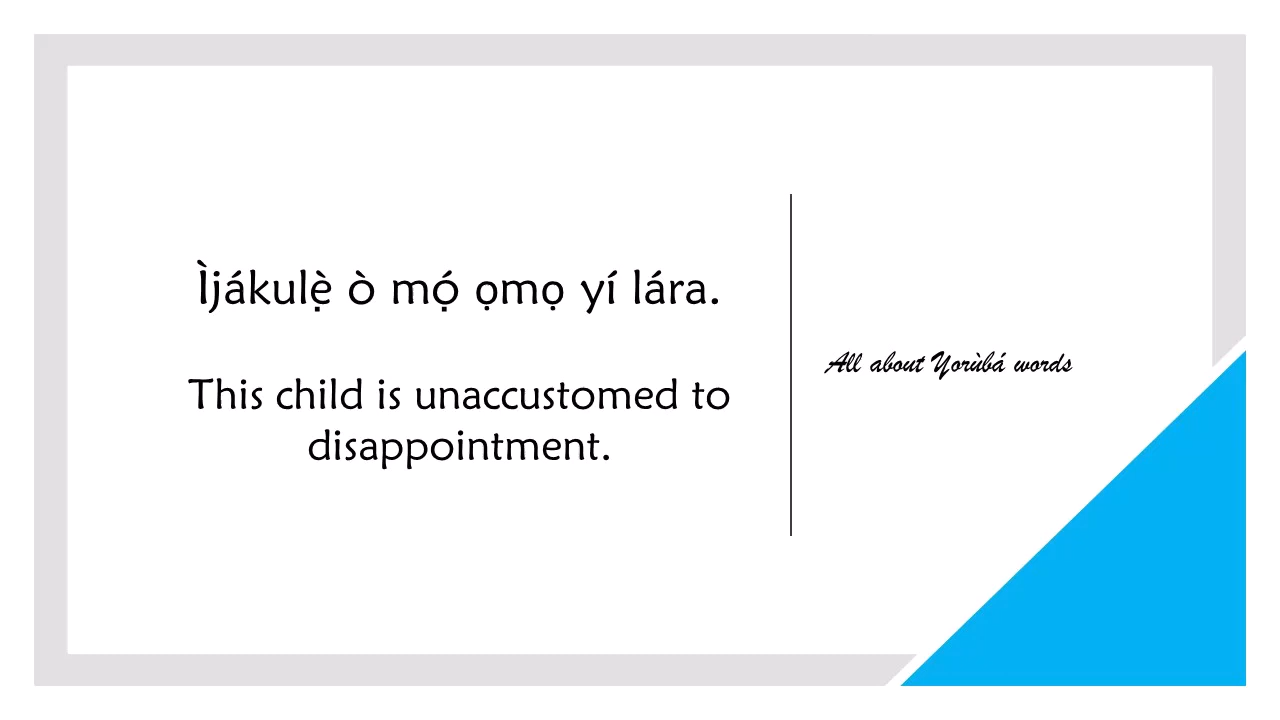 Ìjákulẹ̀ ò mọ́ ọmọ yí lára.
This child is unaccustomed to
disappointment.
All about Yorùbá words